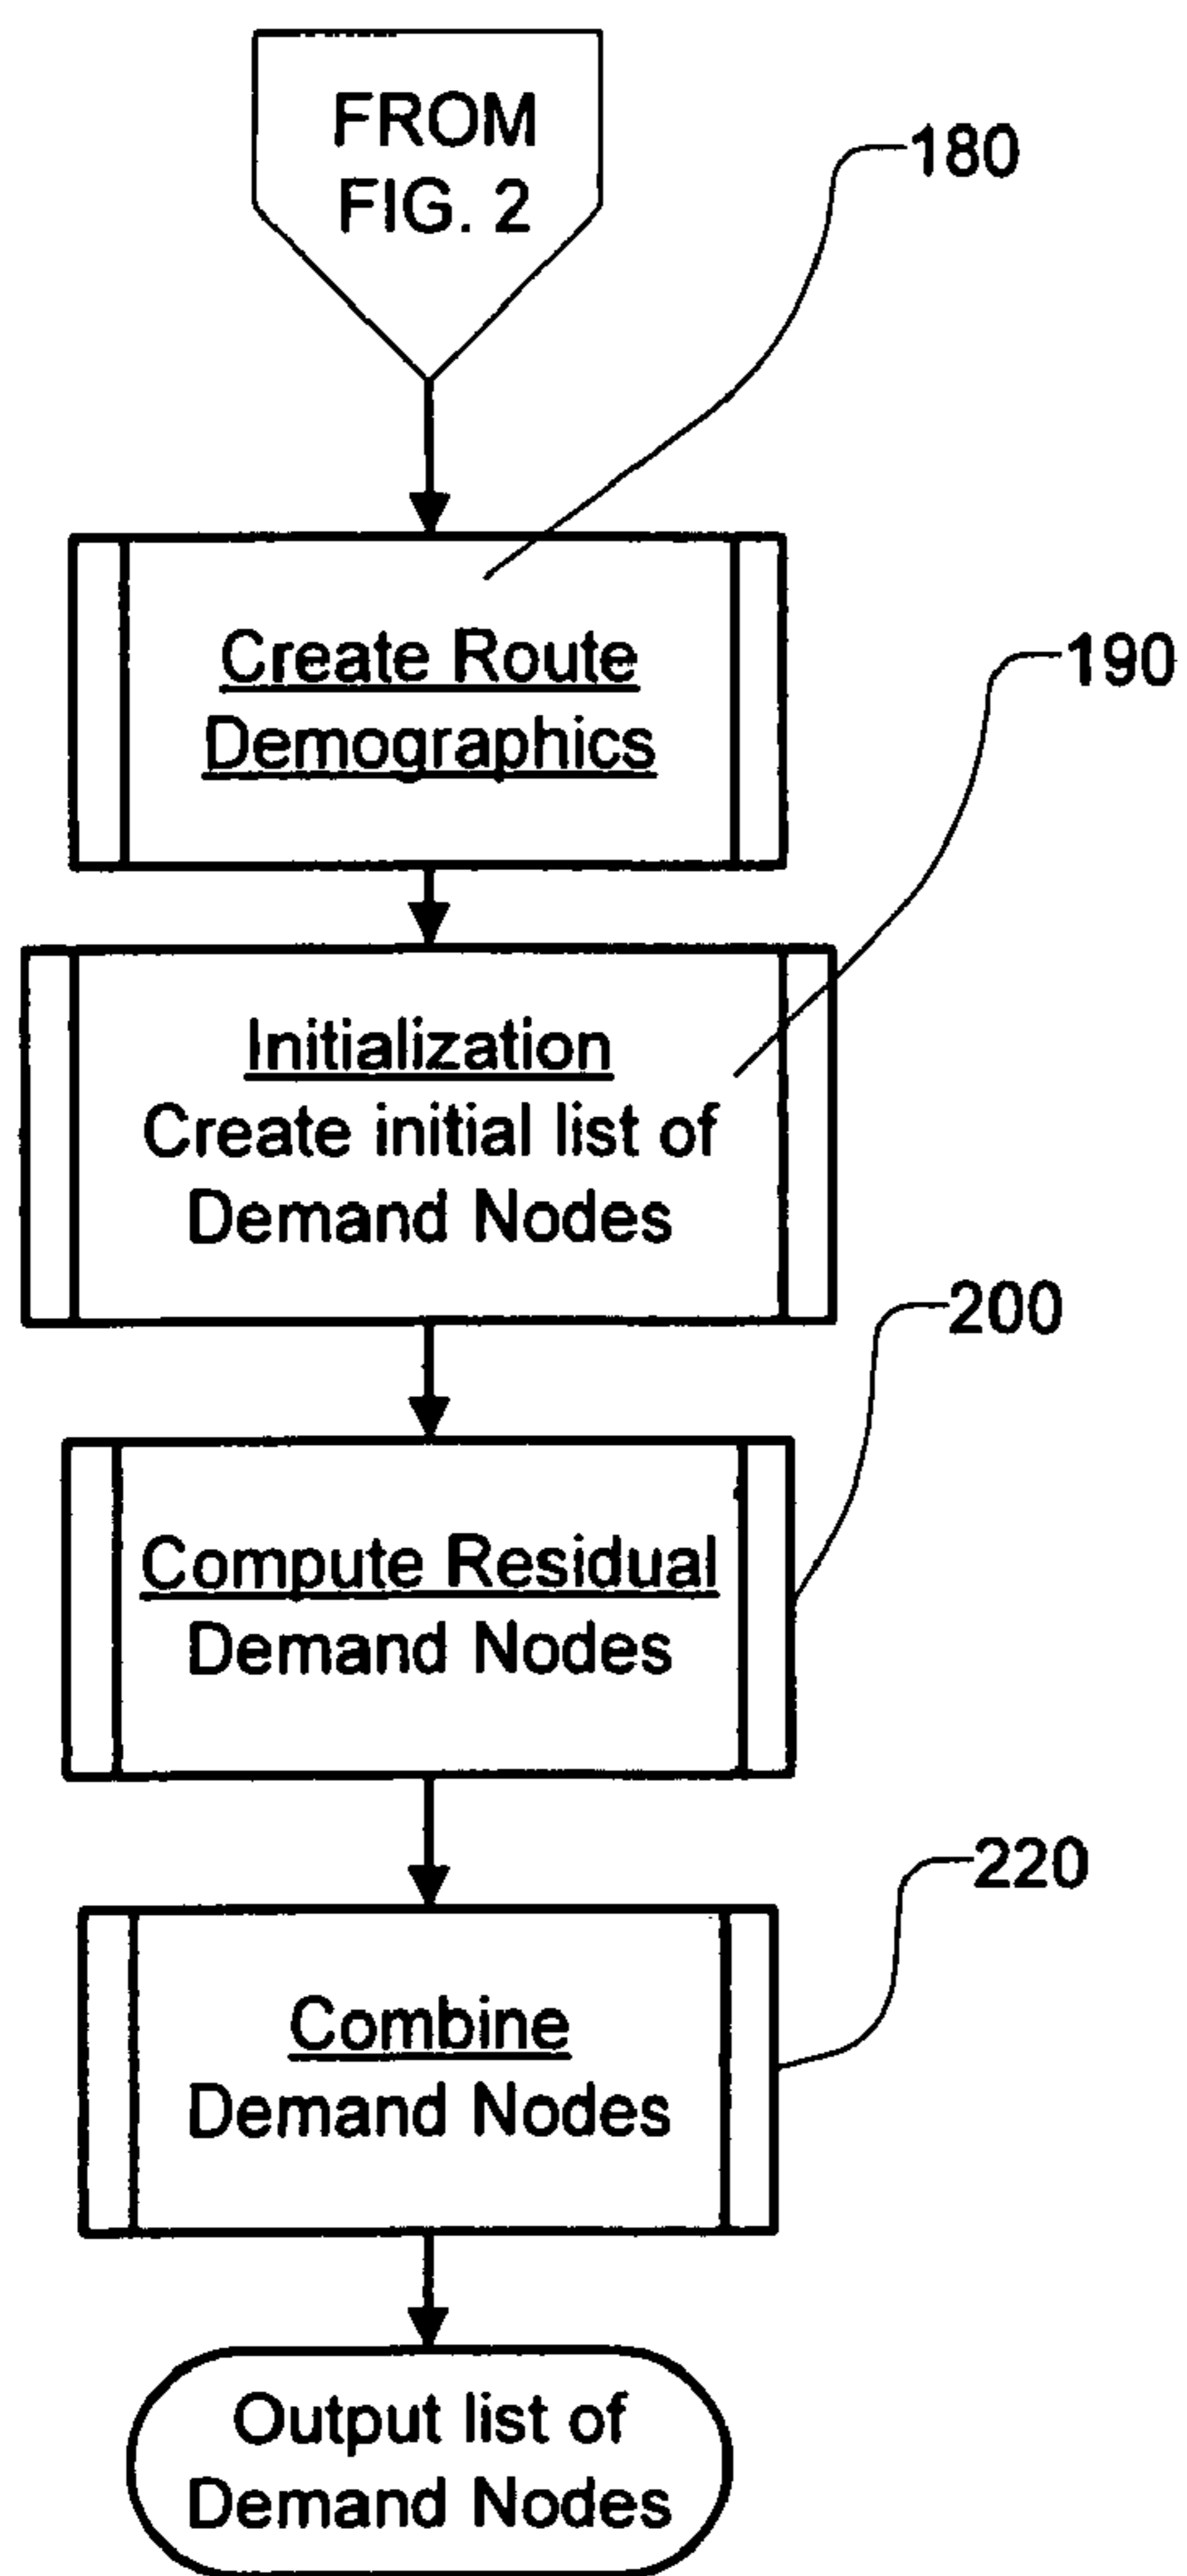 FROM
FIG. 2
180
Create Route
Demographics
190
Initialization
Create initial list of
Demand Nodes
200
Compute Residual
Demand Nodes
220
Combine
Demand Nodes
Output list of
Demand Nodes